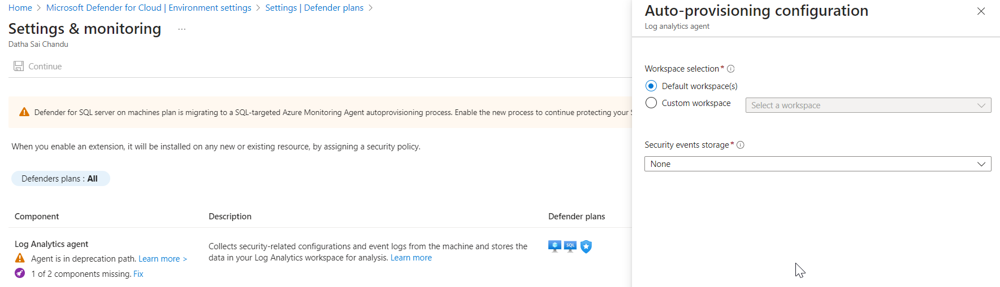 Home > Microsoft Defender for Cloud | Environment settings > Settings | Defender plans >
Settings & monitoring ...
Datha Sai Chandu
Continue
Defender for SQL server on machines plan is migrating to a SQL-targeted Azure Monitoring Agent autoprovisioning process. Enable the new process to continue protecting your
When you enable an extension, it will be installed on any new or existing resource, by assigning a security policy.
Defenders plans : All
Component Description Defender plans
Log Analytics agent
Agent is in deprecation path. Learn more >
1 of 2 components missing. Fix
Collects security-related configurations and event logs from the machine and stores the
data in your Log Analytics workspace for analysis. Learn more
SQL
Auto-provisioning configuration
Log analytics agent
Workspace selection *
Default workspace(s)
Custom workspace Select a workspace
Security events storage *
None